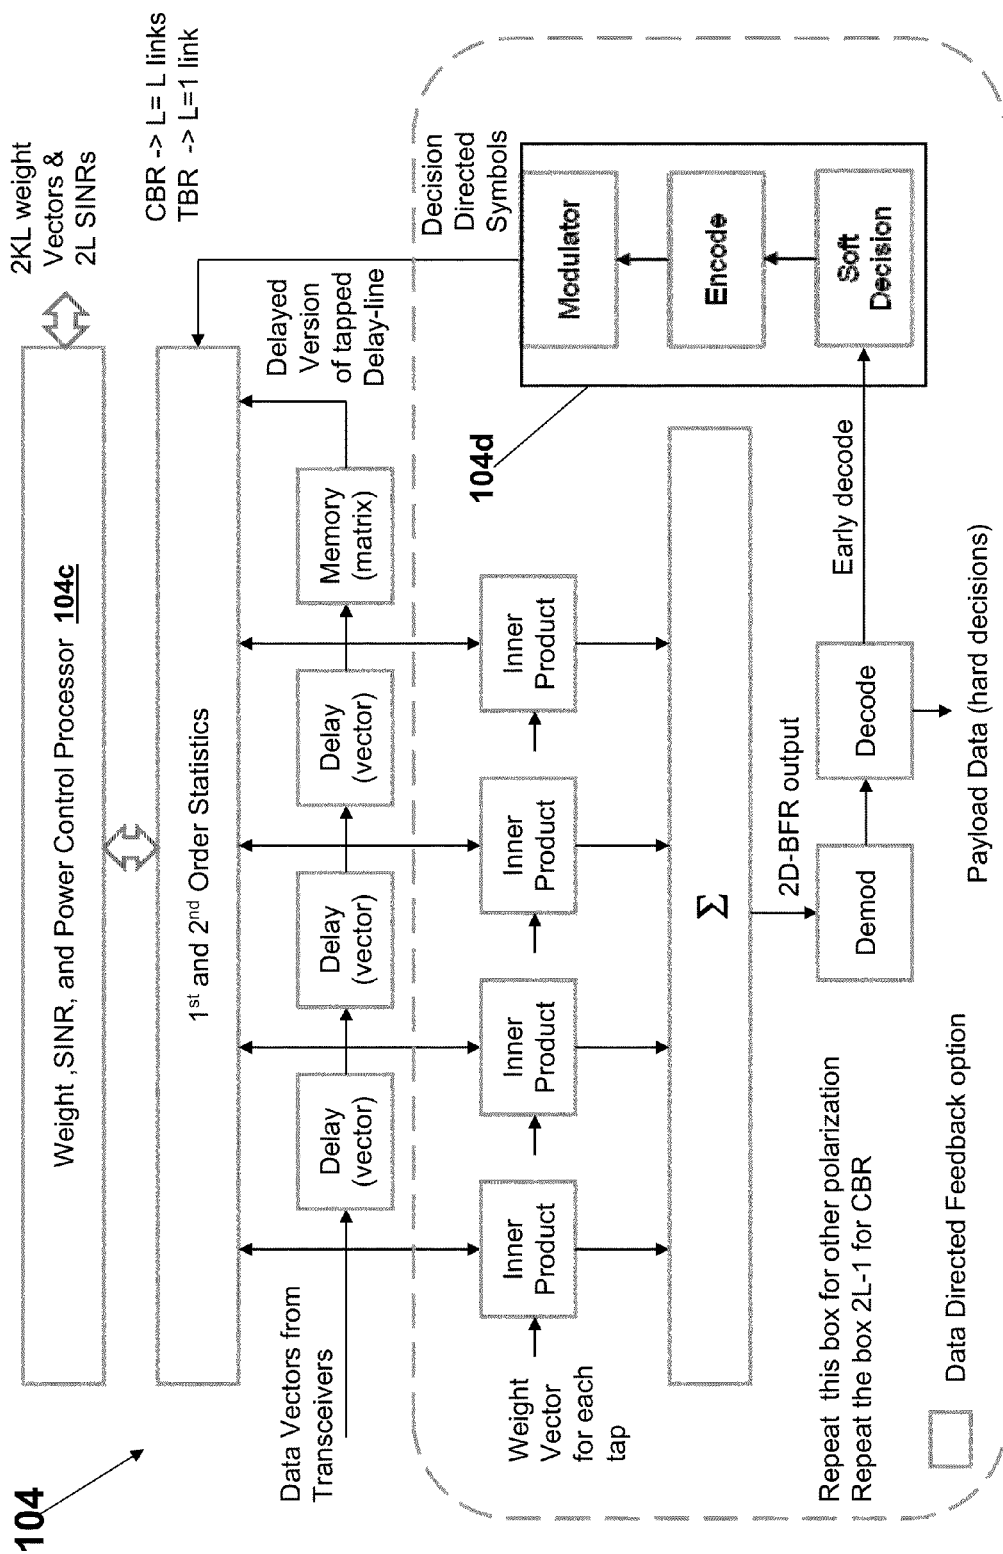 104
2KL weight
Vectors &
2L SINRs
Weight ,SINR, and Power Control Processor 104c
CBR -> L= L links
TBR -> L=1 link
1st and 2nd Order Statistics
Data Vectors from
Transceivers
Delay
(vector)
Delay
(vector)
Delay
(vector)
Memory
(matrix)
Delayed
Version
of tapped
Delay-line
Decision
Directed
Symbols
Weight
Vector
for each
tap
Inner
Product
Inner
Product
Inner
Product
Inner
Product
104d
Modulator
Encode
Soft
Decision
Σ
2D-BFR output
Early decode
Demod
Decode
Repeat this box for other polarization
Repeat the box 2L-1 for CBR
Payload Data (hard decisions)
Data Directed Feedback option